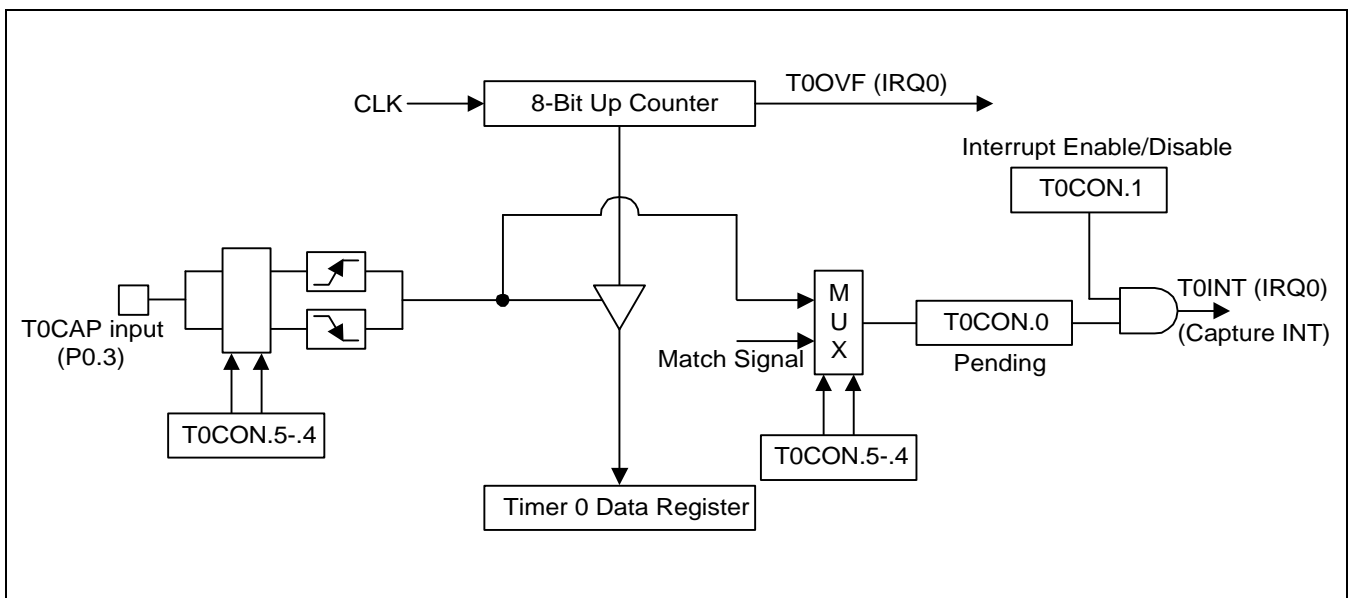 T0OVF (IRQ0)
CLK
8-Bit Up Counter
Interrupt Enable/Disable
T0CON.1
M
U
X
T0INT (IRQ0)
T0CAP input
(P0.3)
T0CON.0
(Capture INT)
Match Signal
Pending
T0CON.5-.4
T0CON.5-.4
Timer 0 Data Register